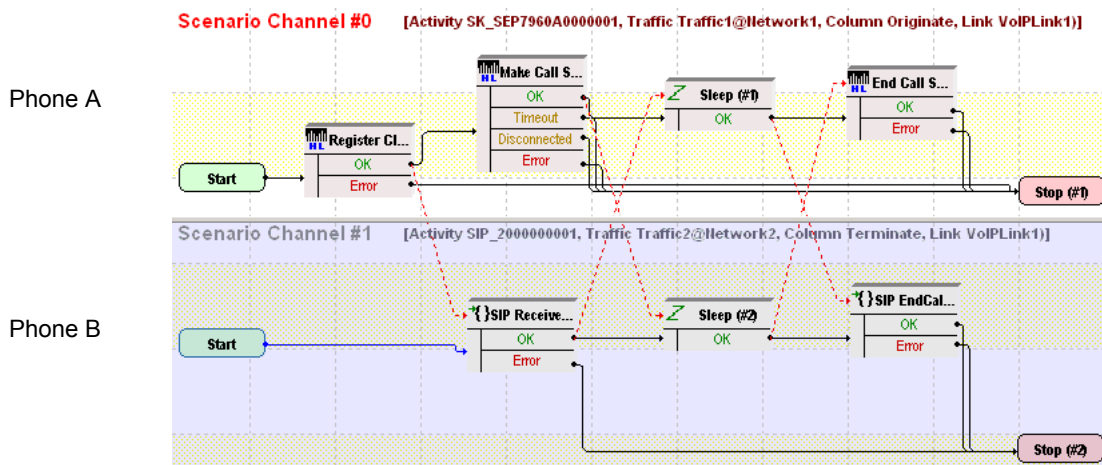 Scenario Channel #0 [Activity SK_SEP7960A0000001, Traffic Traffic1@Network1, Column Originate, Link VoIPLink1)]
Phone A
HL Make Call S...
OK
Timeout
Disconnected
Error
Z Sleep (#1)
OK
HL End Call S...
OK
Error
HL Register Cl...
OK
Error
Start
Stop (#1)
Scenario Channel #1 [Activity SIP_2000000001, Traffic Traffic2@Network2, Column Terminate, Link VoIPLink1)]
Phone B
{}SIP Receive...
OK
Error
Z Sleep (#2)
OK
{}SIP EndCal...
OK
Error
Start
Stop (#2)